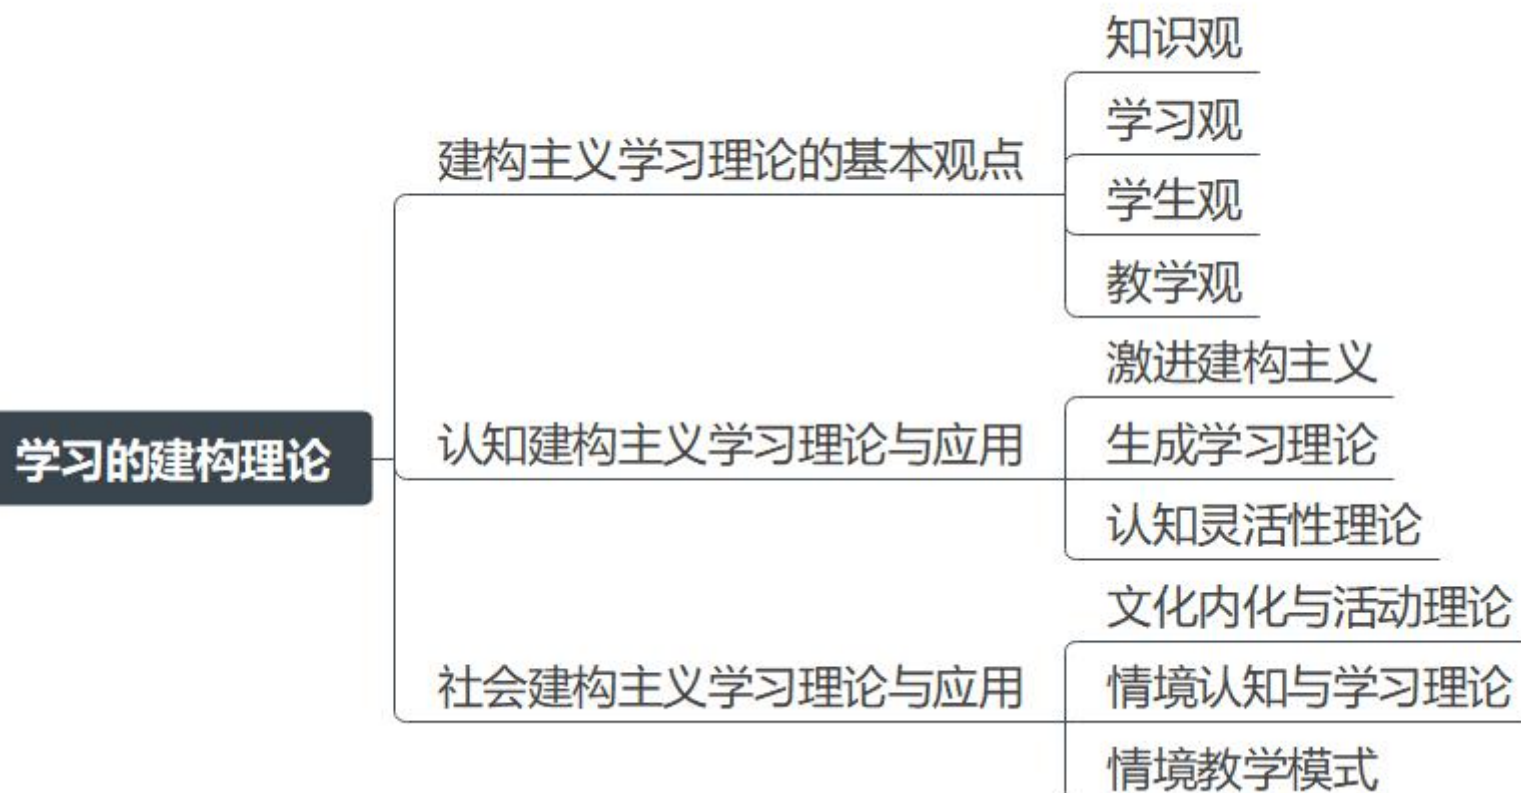 学习的建构理论
建构主义学习理论的基本观点
知识观
学习观
学生观
教学观
认知建构主义学习理论与应用
激进建构主义
生成学习理论
认知灵活性理论
社会建构主义学习理论与应用
文化内化与活动理论
情境认知与学习理论
情境教学模式